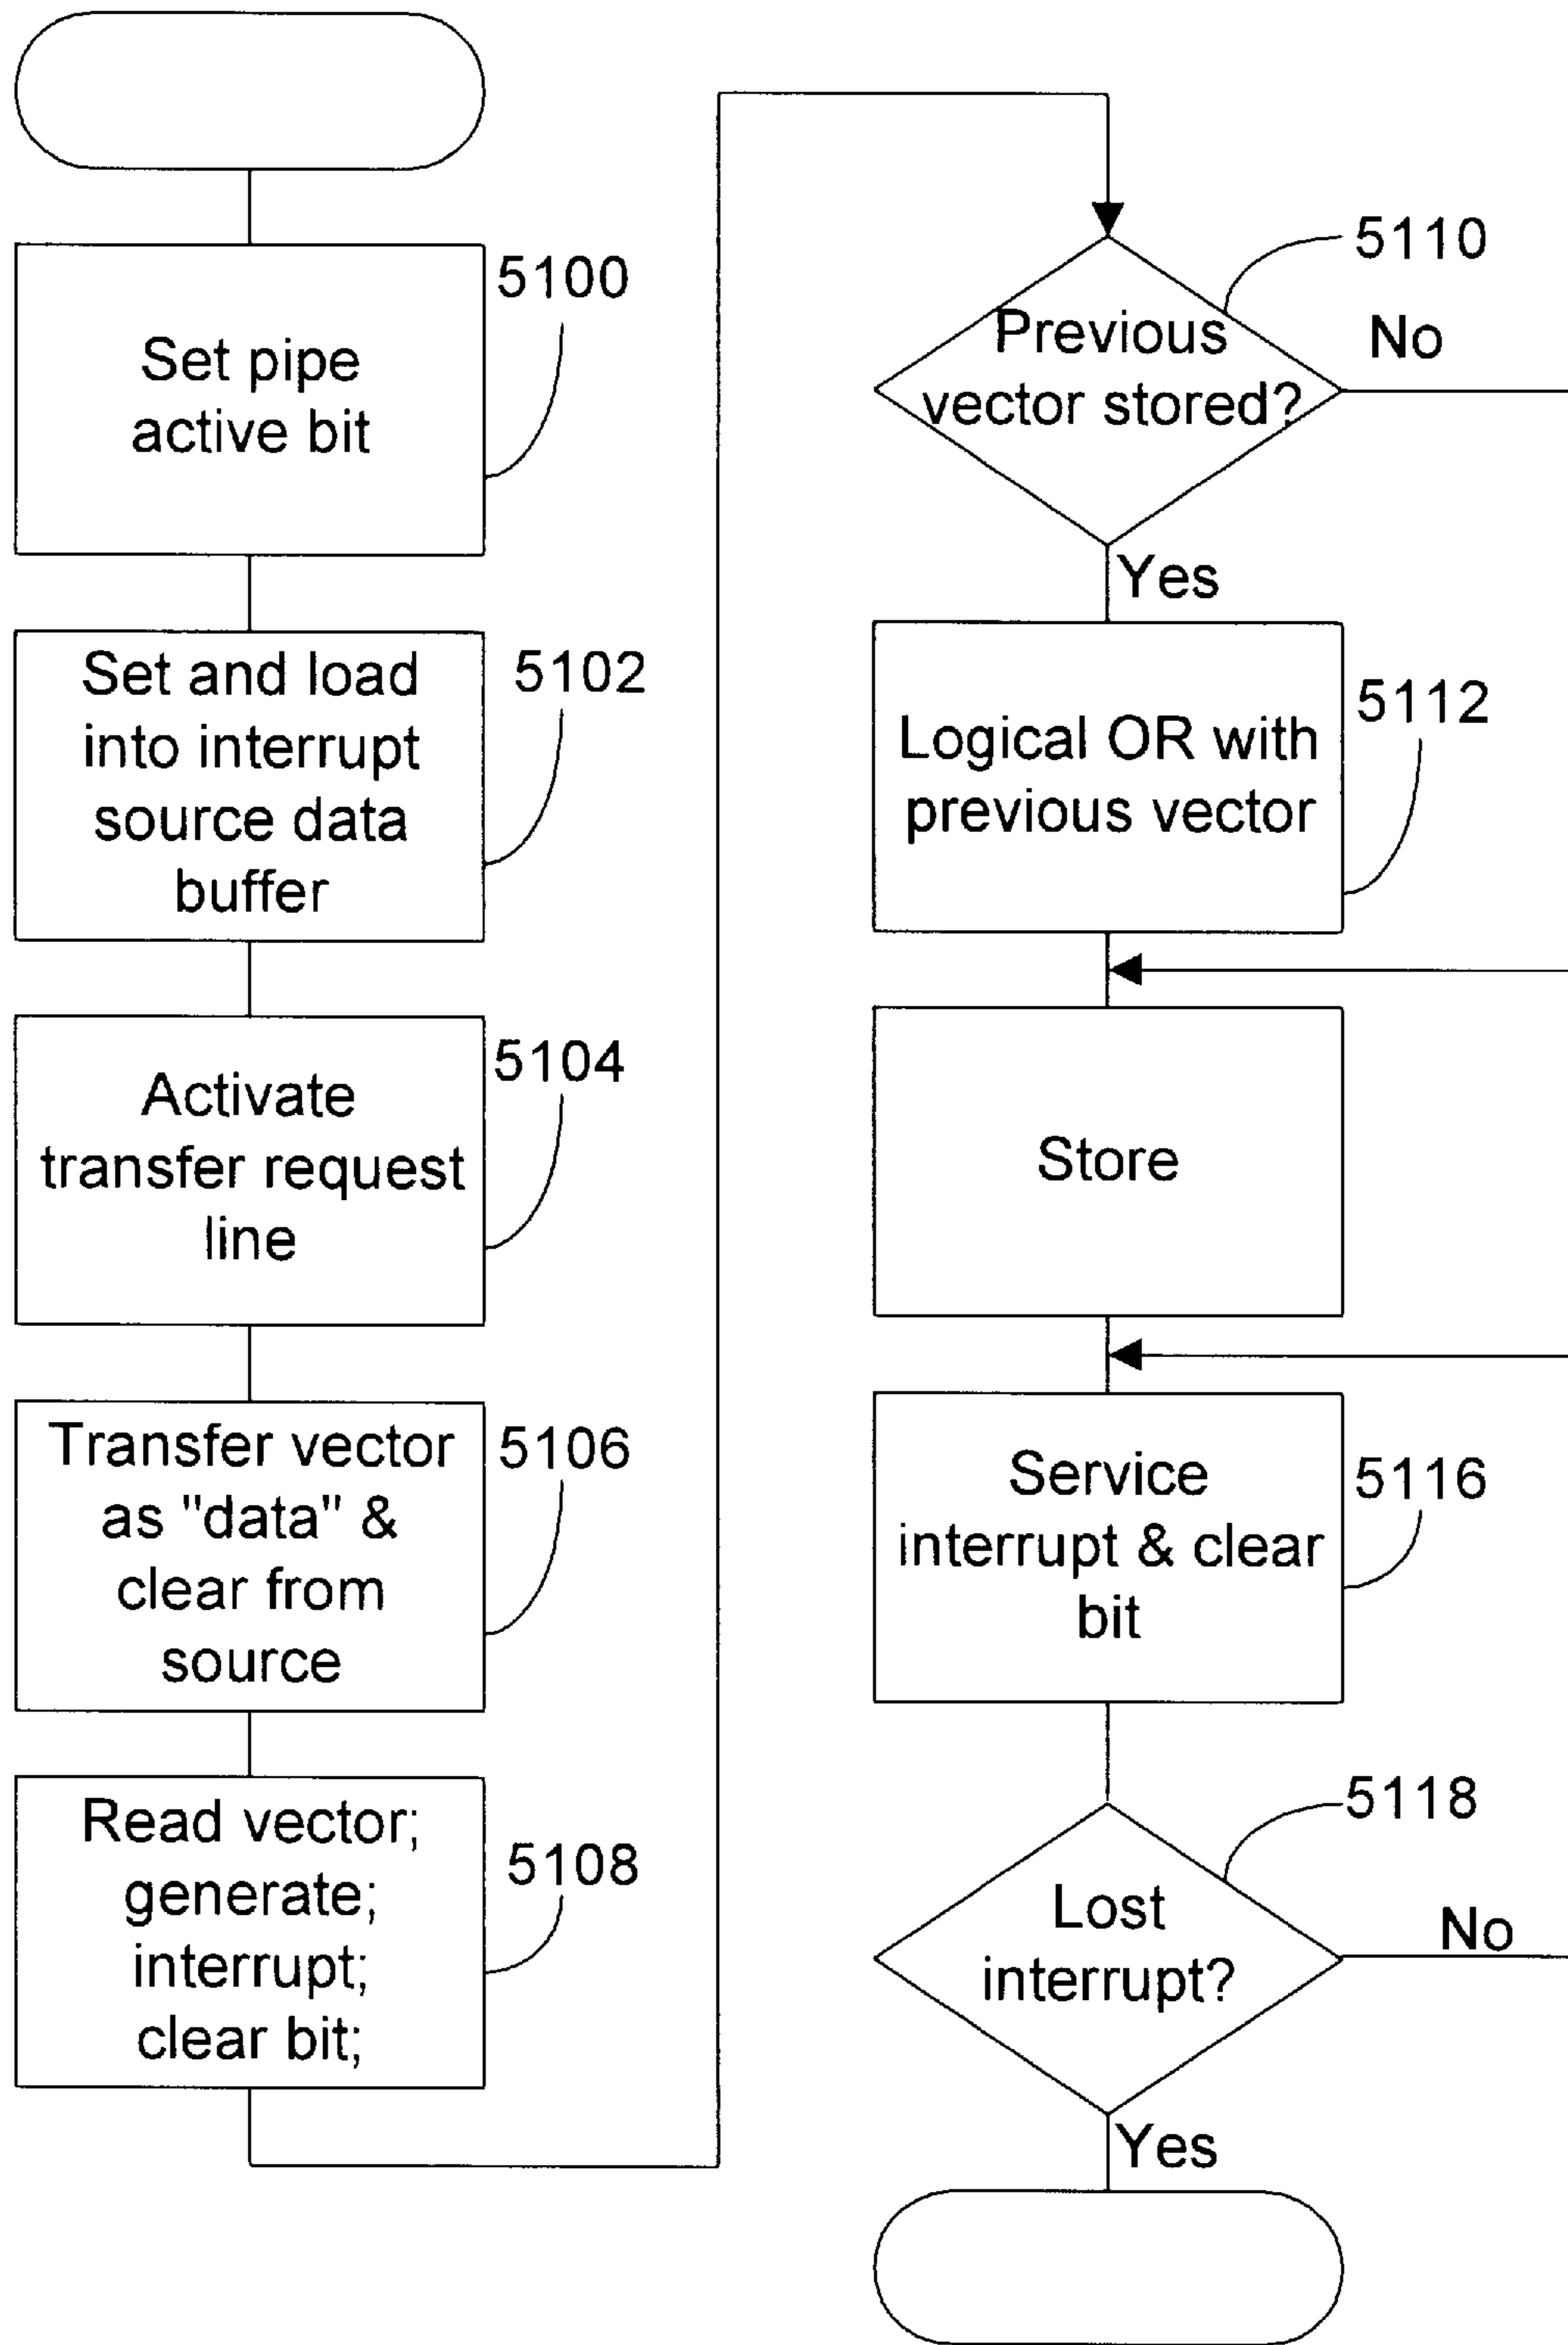 Set pipe
active bit
5100
Set and load
into interrupt
source data
buffer
5102
Activate
transfer request
line
5104
Transfer vector
as "data" &
clear from
source
5106
Read vector;
generate;
interrupt;
clear bit;
5108
Previous
vector stored?
5110
No
Yes
Logical OR with
previous vector
5112
Store
Service
interrupt & clear
bit
5116
Lost
interrupt?
5118
No
Yes